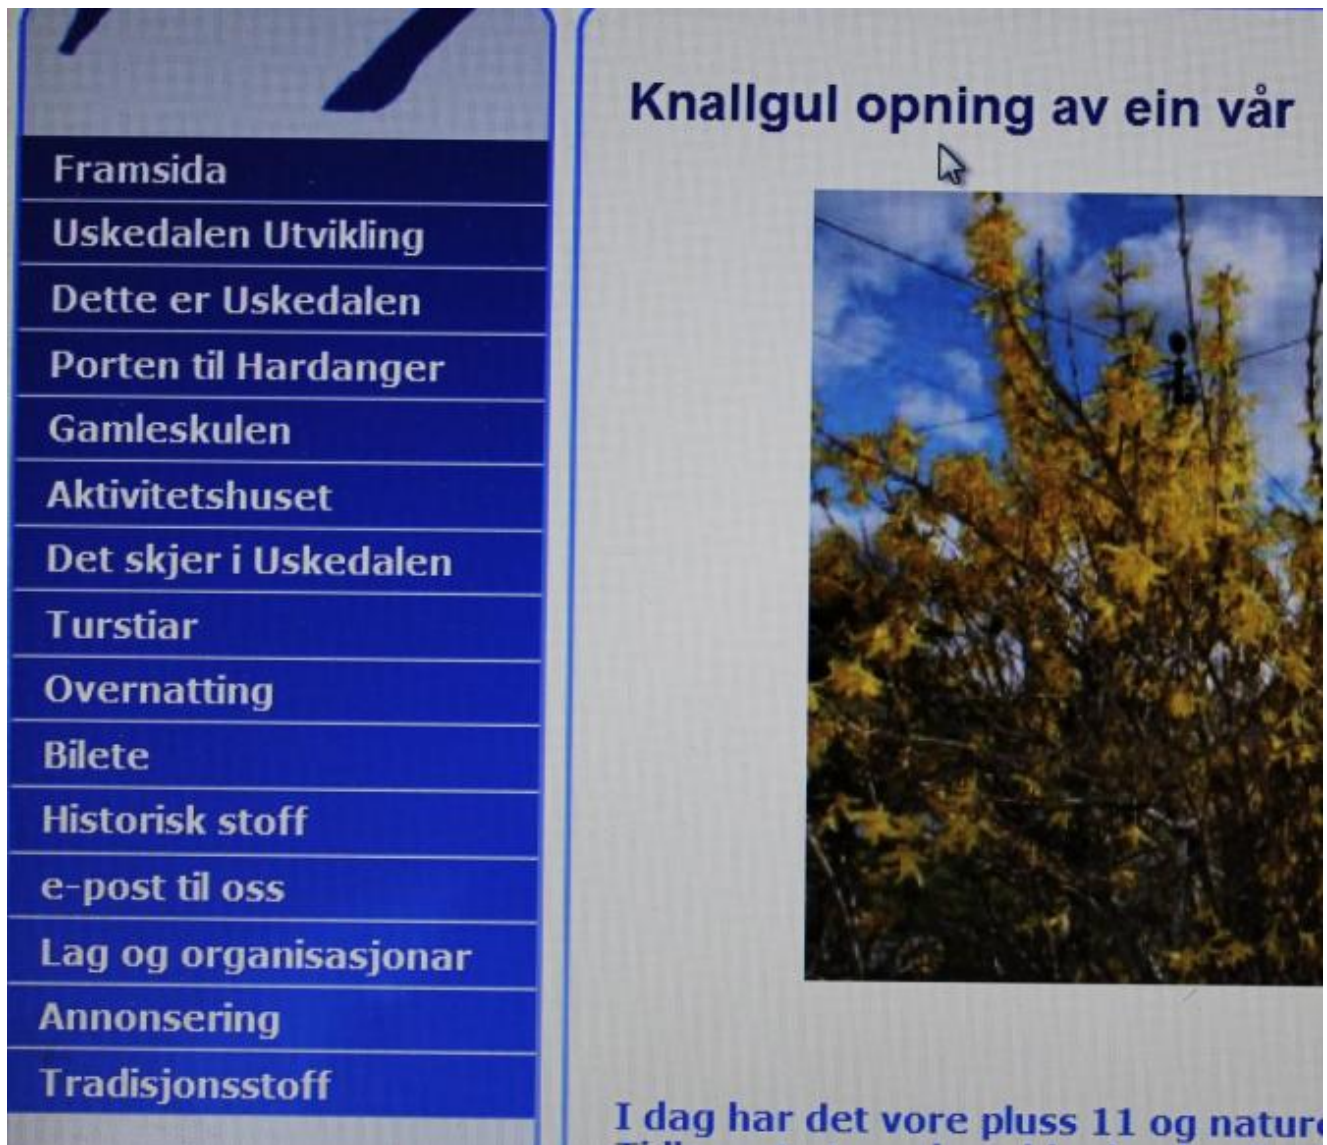 Framsida
Uskedalen Utvikling
Dette er Uskedalen
Porten til Hardanger
Gamleskulen
Aktivitetshuset
Det skjer i Uskedalen
Turstiar
Overnatting
Bilete
Historisk stoff
e-post til oss
Lag og organisasjonar
Annonsering
Tradisjonsstoff
Knallgul opning av ein vår
I dag har det vore pluss 11 og